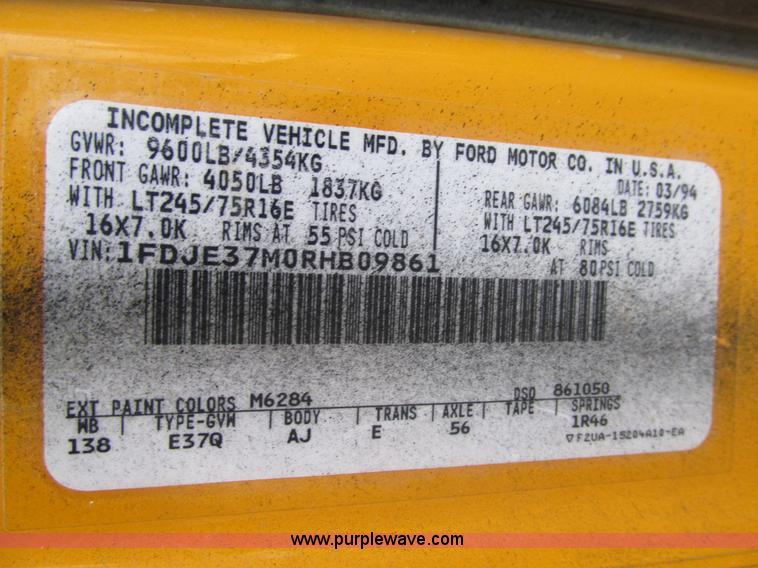 INCOMPLETE VEHICLE MFD. BY FORD MOTOR CO. IN U.S.A.
GVWR: 9600LB/4354KG
DATE: 03/94
FRONT GAWR: 4050LB 1837KG
REAR GAWR: 6084LB 2759KG
WITH LT245/75R16E TIRES
WITH LT245/75R16E TIRES
16X7.0K RIMS AT 55 PSI COLD
16X7.0K RIMS
VIN: 1FDJE37M0RHB09861
AT 80 PSI COLD
EXT PAINT COLORS M6284 DSO 861050
WB TYPE-GVW BODY TRANS AXLE TAPE SPRINGS
138 E37Q AJ E 56 1R46
F2UA-15204A10-EA
www.purplewave.com